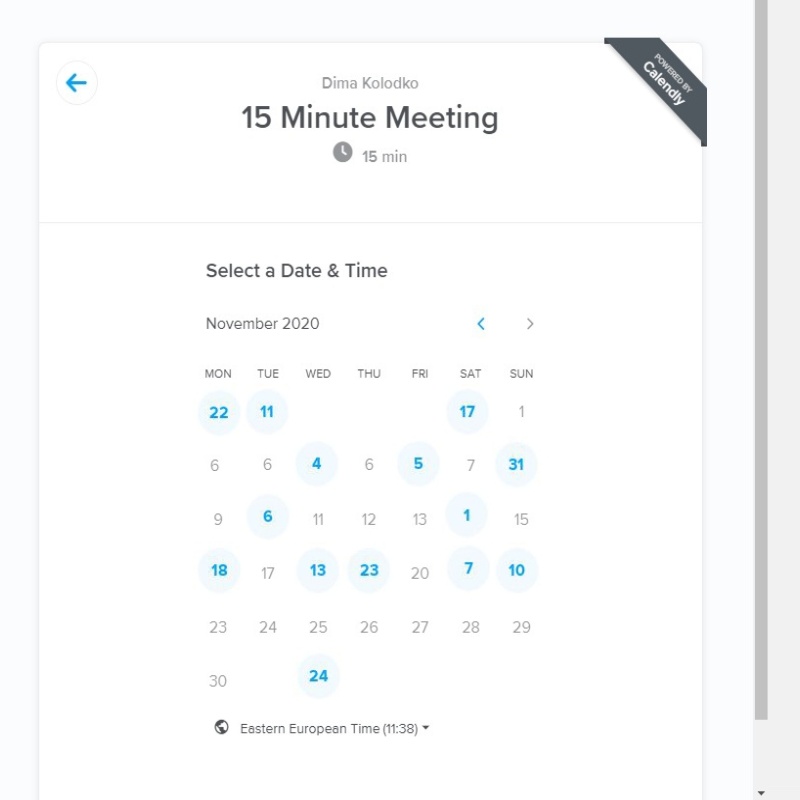 POWERED BY
Calendly
Dima Kolodko
15 Minute Meeting
15 min
Select a Date & Time
November 2020
MON TUE WED THU FRI SAT SUN
22 11 17 1
6 6 4 6 5 7 31
9 6 11 12 13 1 15
18 17 13 23 20 7 10
23 24 25 26 27 28 29
30 24
Eastern European Time (11:38)